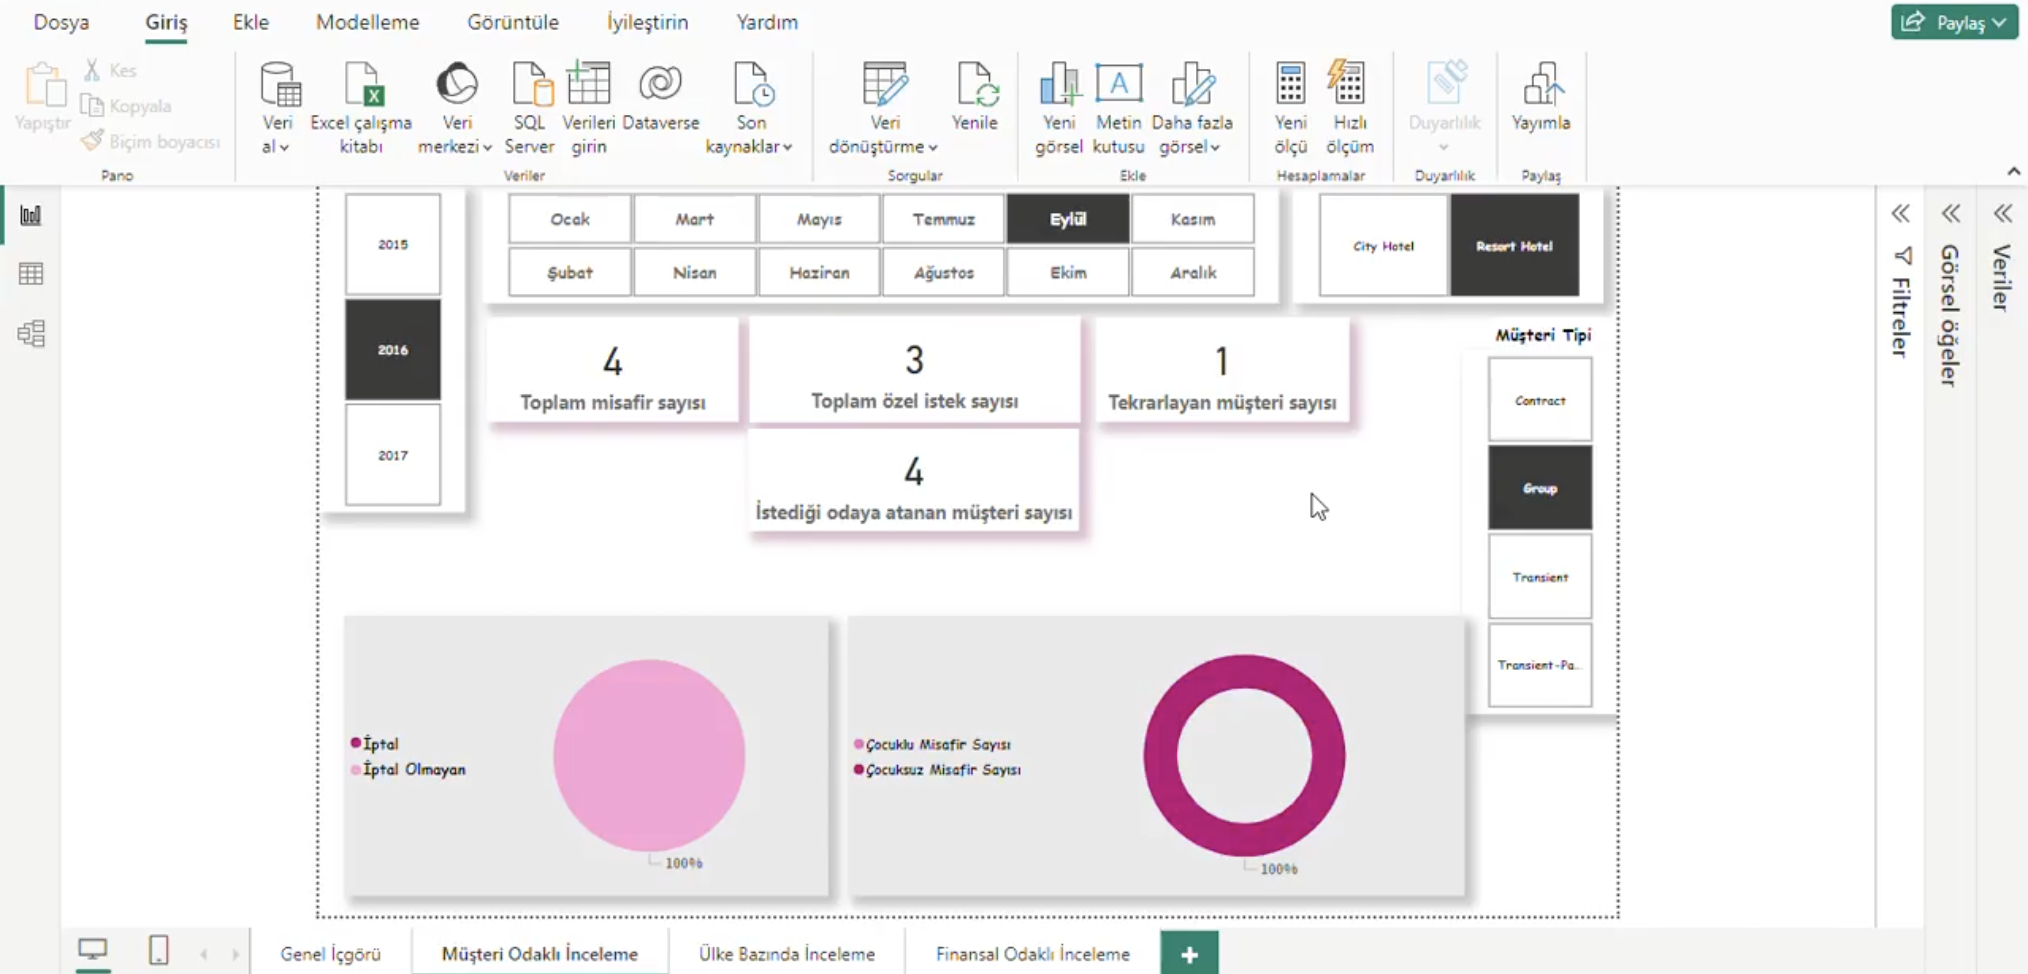 Dosya Giriş Ekle Modelleme Görüntüle İyileştirin Yardım Paylaş
Yapıştır
Kes
Kopyala
Biçim boyacısı
Pano
Veri
al
Excel çalışma
kitabı
Veri
merkezi
SQL
Server
Verileri
girin
Dataverse
Son
kaynaklar
Veriler
Veri
dönüştürme
Yenile
Sorgular
Yeni
görsel
A
Metin
kutusu
Daha fazla
görsel
Ekle
Yeni
ölçü
Hızlı
ölçüm
Hesaplamalar
Duyarlılık
Duyarlılık
Yayımla
Paylaş
2015
2016
2017
Ocak Mart Mayıs Temmuz Eylül Kasım
Şubat Nisan Haziran Ağustos Ekim Aralık
City Hotel Resort Hotel
4
Toplam misafir sayısı
3
Toplam özel istek sayısı
1
Tekrarlayan müşteri sayısı
4
İstediği odaya atanan müşteri sayısı
Müşteri Tipi
Contract
Group
Transient
Transient-Pa...
İptal
İptal Olmayan
100%
Çocuklu Misafir Sayısı
Çocuksuz Misafir Sayısı
100%
Filtreler
Görsel öğeler
Veriler
Genel İçgörü Müşteri Odaklı İnceleme Ülke Bazında İnceleme Finansal Odaklı İnceleme